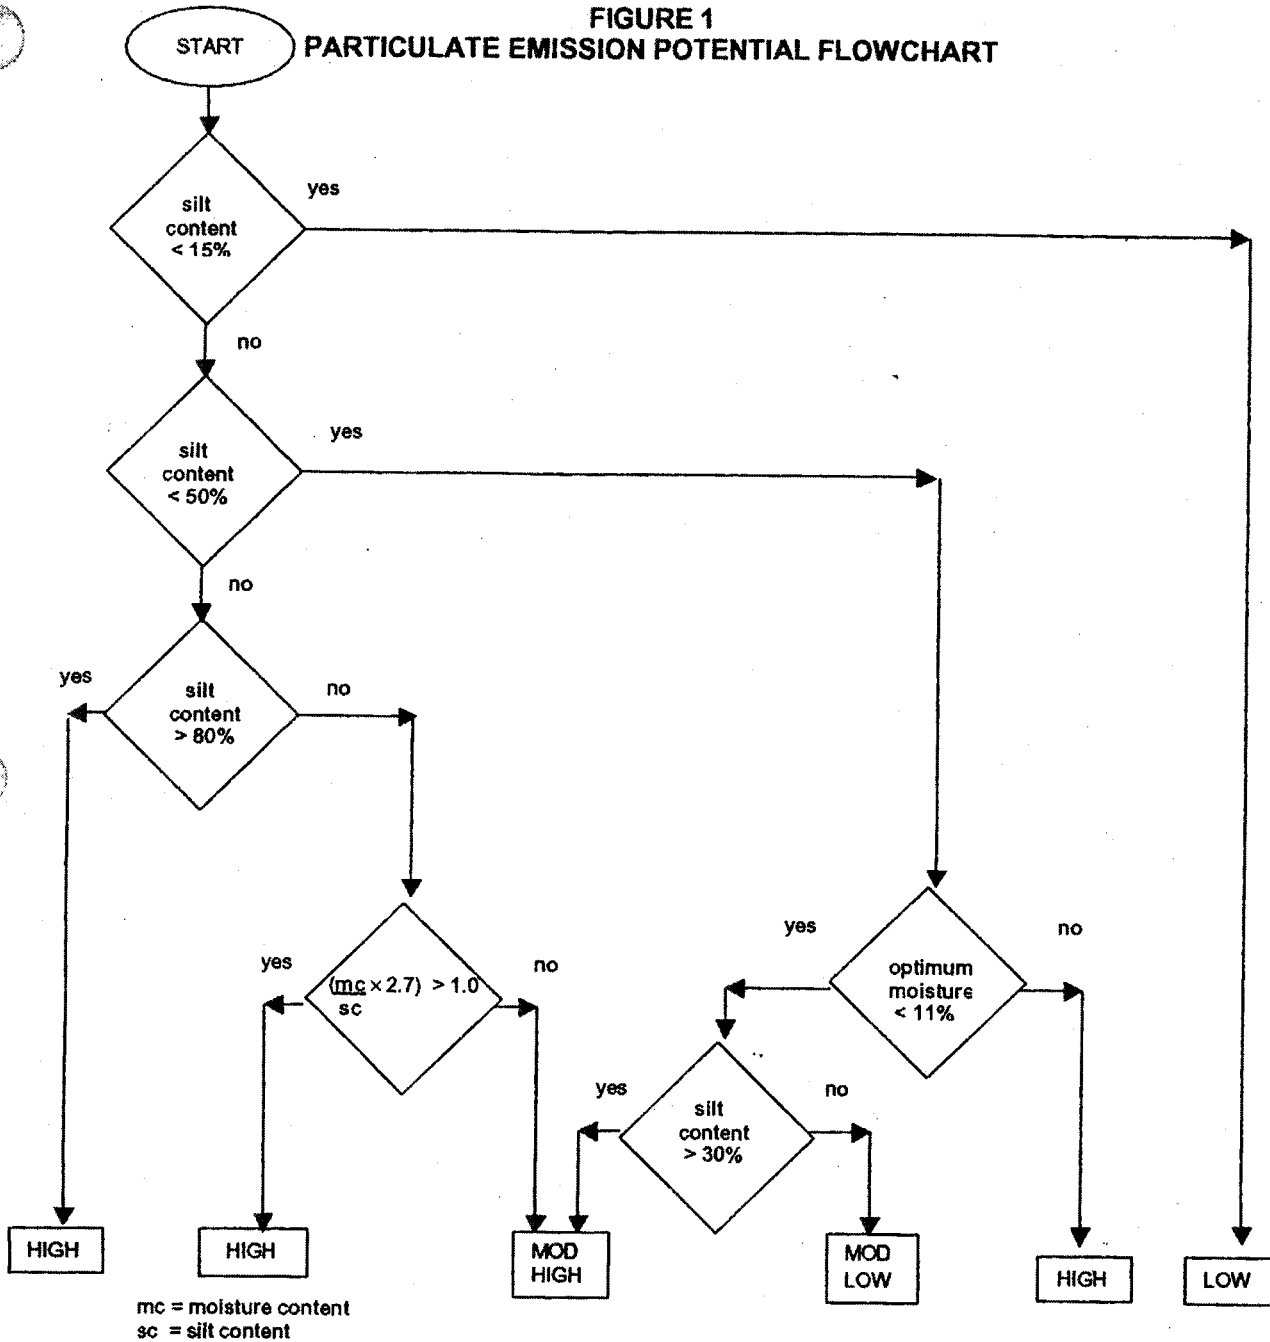 FIGURE 1
PARTICULATE EMISSION POTENTIAL FLOWCHART
START
yes
silt
content
< 15%
no
yes
silt
content
< 50%
no
yes
silt
content
> 80%
no
yes
(mc × 2.7) > 1.0
sc
no
yes
optimum
moisture
< 11%
no
yes
silt
content
> 30%
no
HIGH
HIGH
MOD
HIGH
MOD
LOW
HIGH
LOW
mc = moisture content
sc = silt content